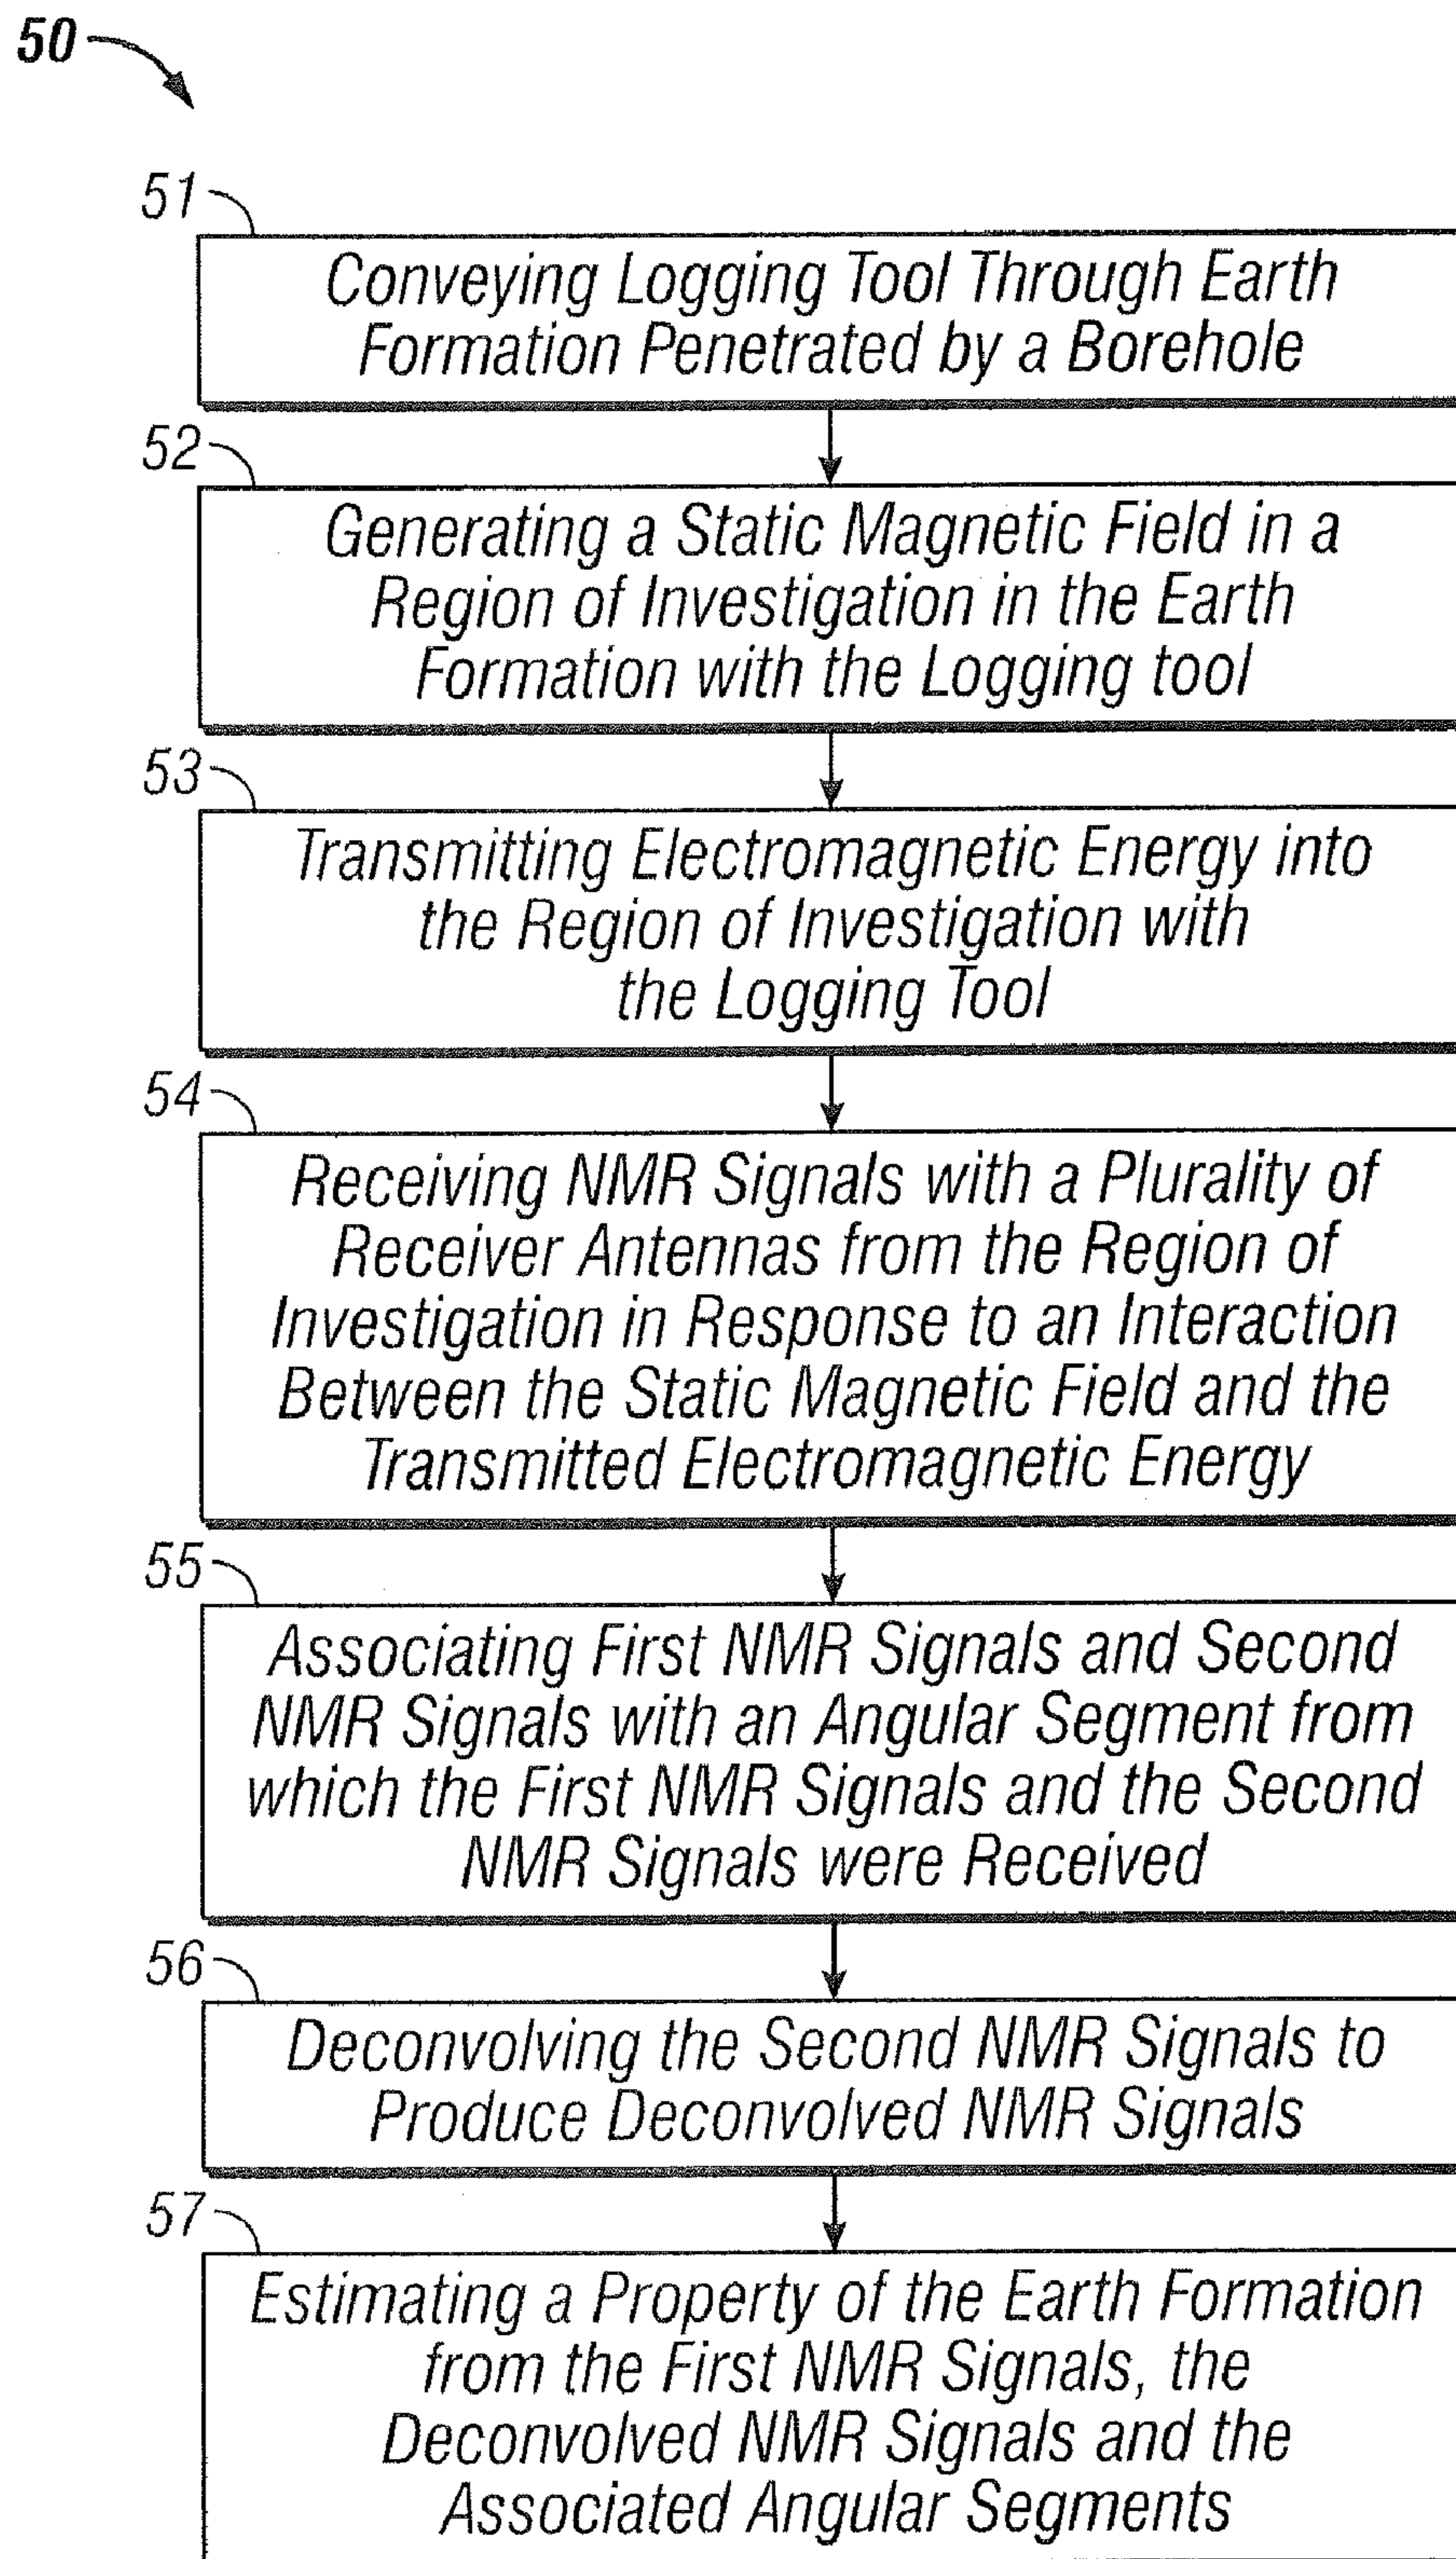 50
51
Conveying Logging Tool Through Earth
Formation Penetrated by a Borehole
52
Generating a Static Magnetic Field in a
Region of Investigation in the Earth
Formation with the Logging tool
53
Transmitting Electromagnetic Energy into
the Region of Investigation with
the Logging Tool
54
Receiving NMR Signals with a Plurality of
Receiver Antennas from the Region of
Investigation in Response to an Interaction
Between the Static Magnetic Field and the
Transmitted Electromagnetic Energy
55
Associating First NMR Signals and Second
NMR Signals with an Angular Segment from
which the First NMR Signals and the Second
NMR Signals were Received
56
Deconvolving the Second NMR Signals to
Produce Deconvolved NMR Signals
57
Estimating a Property of the Earth Formation
from the First NMR Signals, the
Deconvolved NMR Signals and the
Associated Angular Segments